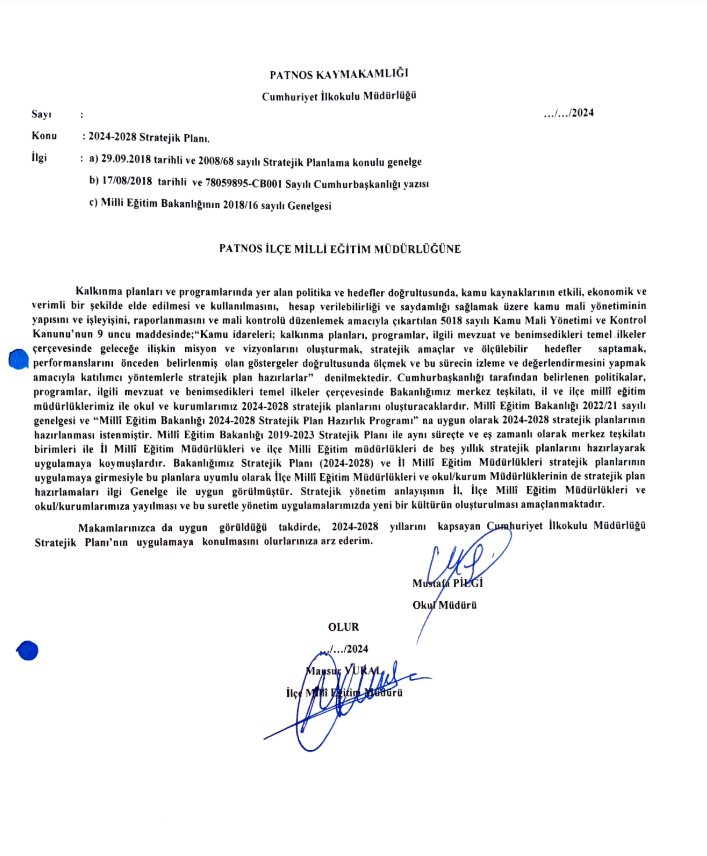 PATNOS KAYMAKAMLIĞI
Cumhuriyet İlkokulu Müdürlüğü
Sayı : .../.../2024
Konu : 2024-2028 Stratejik Planı.
İlgi : a) 29.09.2018 tarihli ve 2008/68 sayılı Stratejik Planlama konulu genelge
b) 17/08/2018 tarihli ve 78059895-CB001 Sayılı Cumhurbaşkanlığı yazısı
c) Milli Eğitim Bakanlığının 2018/16 sayılı Genelgesi
PATNOS İLÇE MİLLİ EĞİTİM MÜDÜRLÜĞÜNE
Kalkınma planları ve programlarında yer alan politika ve hedefler doğrultusunda, kamu kaynaklarının etkili, ekonomik ve
verimli bir şekilde elde edilmesi ve kullanılmasını, hesap verilebilirliği ve saydamlığı sağlamak üzere kamu mali yönetiminin
yapısını ve işleyişini, raporlanmasını ve mali kontrolü düzenlemek amacıyla çıkartılan 5018 sayılı Kamu Mali Yönetimi ve Kontrol
Kanunu'nun 9 uncu maddesinde;“Kamu idareleri; kalkınma planları, programlar, ilgili mevzuat ve benimsedikleri temel ilkeler
çerçevesinde geleceğe ilişkin misyon ve vizyonlarını oluşturmak, stratejik amaçlar ve ölçülebilir hedefler saptamak,
performanslarını önceden belirlenmiş olan göstergeler doğrultusunda ölçmek ve bu sürecin izleme ve değerlendirmesini yapmak
amacıyla katılımcı yöntemlerle stratejik plan hazırlarlar” denilmektedir. Cumhurbaşkanlığı tarafından belirlenen politikalar,
programlar, ilgili mevzuat ve benimsedikleri temel ilkeler çerçevesinde Bakanlığımız merkez teşkilatı, il ve ilçe millî eğitim
müdürlüklerimiz ile okul ve kurumlarımız 2024-2028 stratejik planlarını oluşturacaklardır. Millî Eğitim Bakanlığı 2022/21 sayılı
genelgesi ve “Millî Eğitim Bakanlığı 2024-2028 Stratejik Plan Hazırlık Programı” na uygun olarak 2024-2028 stratejik planlarının
hazırlanması istenmiştir. Millî Eğitim Bakanlığı 2019-2023 Stratejik Planı ile aynı süreçte ve eş zamanlı olarak merkez teşkilatı
birimleri ile İl Millî Eğitim Müdürlükleri ve ilçe Millî Eğitim müdürlükleri de beş yıllık stratejik planlarını hazırlayarak
uygulamaya koymuşlardır. Bakanlığımız Stratejik Planı (2024-2028) ve İl Millî Eğitim Müdürlükleri stratejik planlarının
uygulamaya girmesiyle bu planlara uyumlu olarak İlçe Millî Eğitim Müdürlükleri ve okul/kurum Müdürlüklerinin de stratejik plan
hazırlamaları ilgi Genelge ile uygun görülmüştür. Stratejik yönetim anlayışının İl, İlçe Millî Eğitim Müdürlükleri ve
okul/kurumlarımıza yayılması ve bu suretle yönetim uygulamalarımızda yeni bir kültürün oluşturulması amaçlanmaktadır.
Makamlarınızca da uygun görüldüğü takdirde, 2024-2028 yıllarını kapsayan Cumhuriyet İlkokulu Müdürlüğü
Stratejik Planı'nın uygulamaya konulmasını olurlarınıza arz ederim.
Mustafa
Okul Müdürü
OLUR
.../.../2024
Mansur VURAL
İlçe Millî Eğitim Müdürü